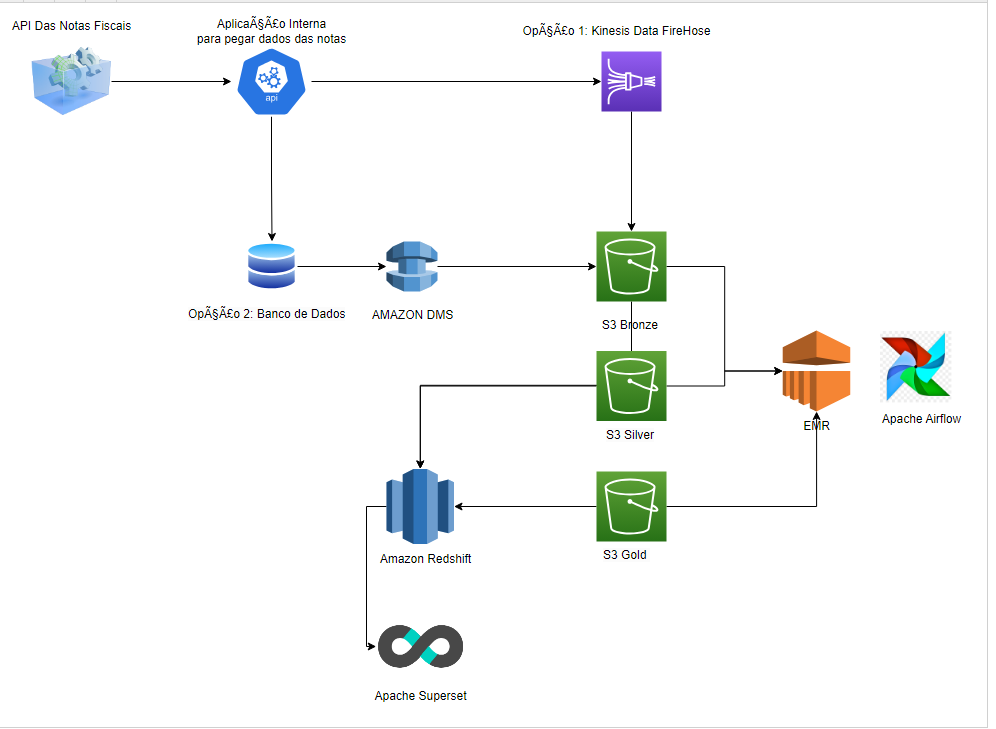 API Das Notas Fiscais
AplicaÃ§Ã£o Interna
para pegar dados das notas
OpÃ§Ã£o 1: Kinesis Data FireHose
api
OpÃ§Ã£o 2: Banco de Dados
AMAZON DMS
S3 Bronze
S3 Silver
EMR
Apache Airflow
Amazon Redshift
S3 Gold
Apache Superset